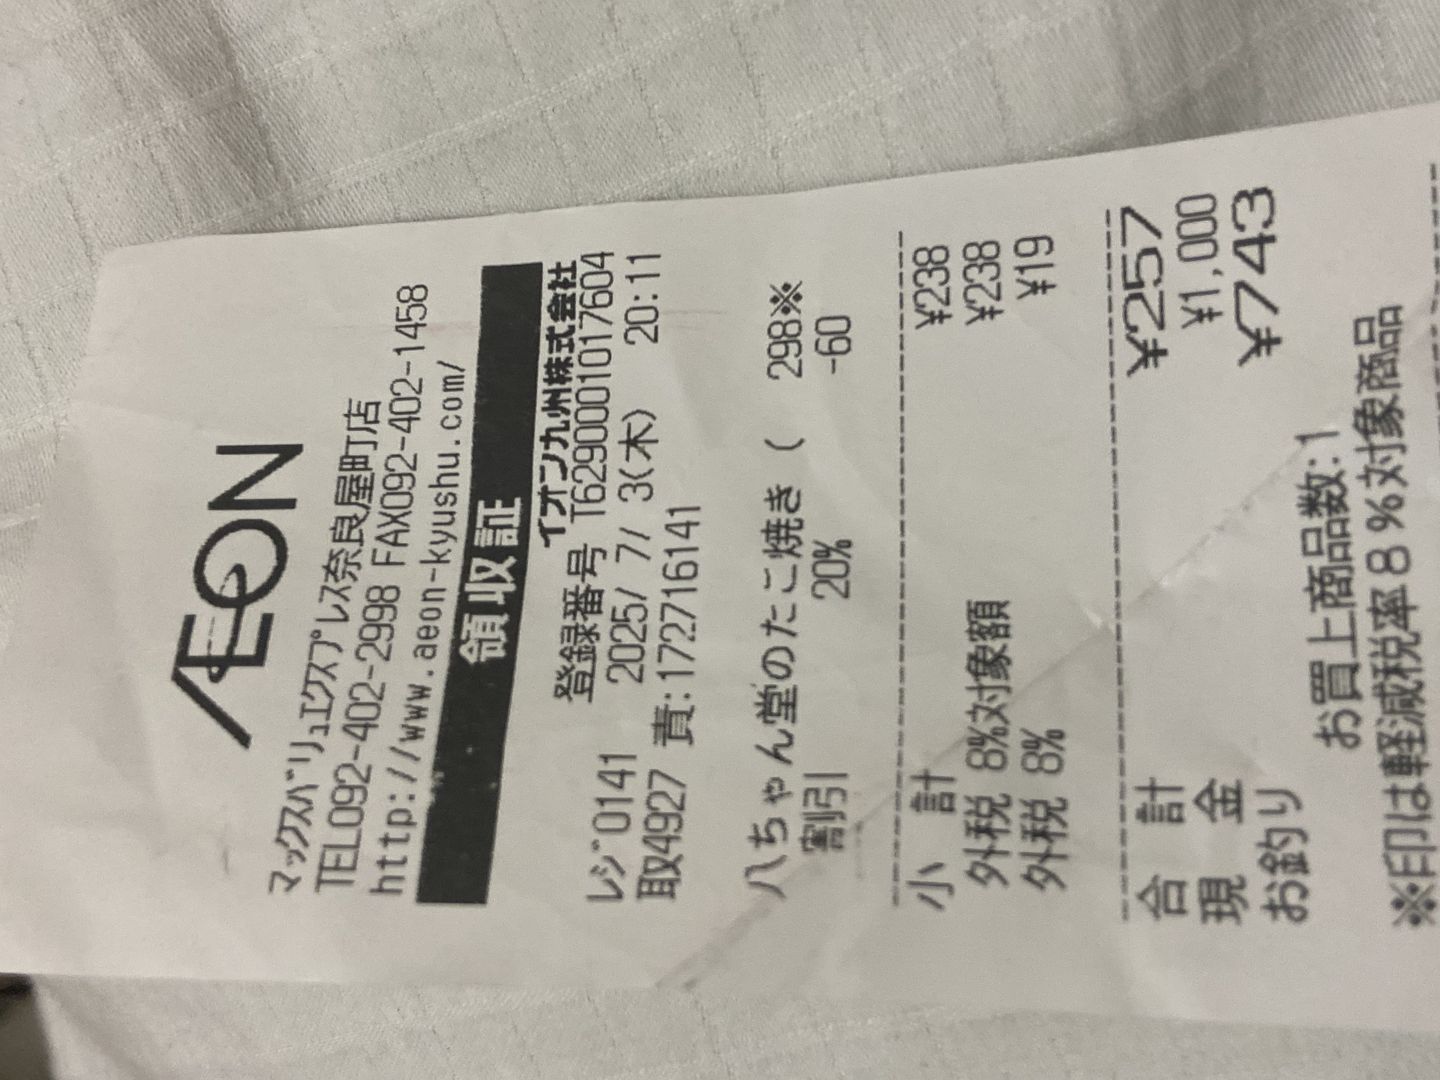 ÆON
マックスバリュエクスプレス奈良屋町店
TEL092-402-2998 FAX092-402-1458
http://www.aeon-kyushu.com/
領収証
イオン九州株式会社
登録番号 T6290001017604
レジ0141 2025/ 7/ 3(木) 20:11
取4927 責:172716141
八ちゃん堂のたこ焼き ( 298※
割引 20% -60
小 計 ¥238
外税 8%対象額 ¥238
外税 8% ¥19
合 計 ¥257
現 金 ¥1,000
お釣り ¥743
お買上商品数:1
※印は軽減税率8%対象商品